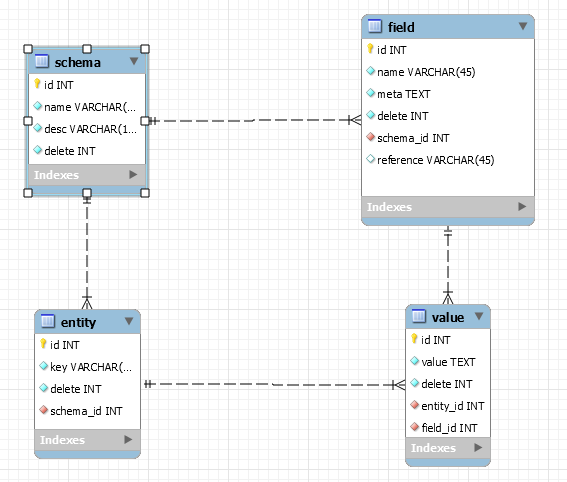 schema
id INT
name VARCHAR(...
desc VARCHAR(1...
delete INT
Indexes
field
id INT
name VARCHAR(45)
meta TEXT
delete INT
schema_id INT
reference VARCHAR(45)
Indexes
entity
id INT
key VARCHAR(...
delete INT
schema_id INT
Indexes
value
id INT
value TEXT
delete INT
entity_id INT
field_id INT
Indexes